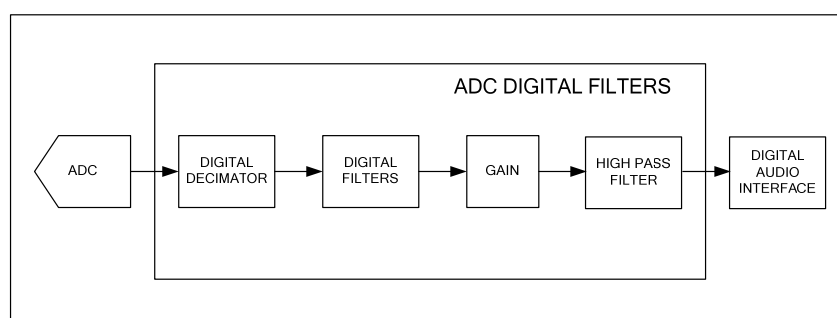 ADC DIGITAL FILTERS
ADC
DIGITAL
DECIMATOR
DIGITAL
FILTERS
GAIN
HIGH PASS
FILTER
DIGITAL
AUDIO
INTERFACE